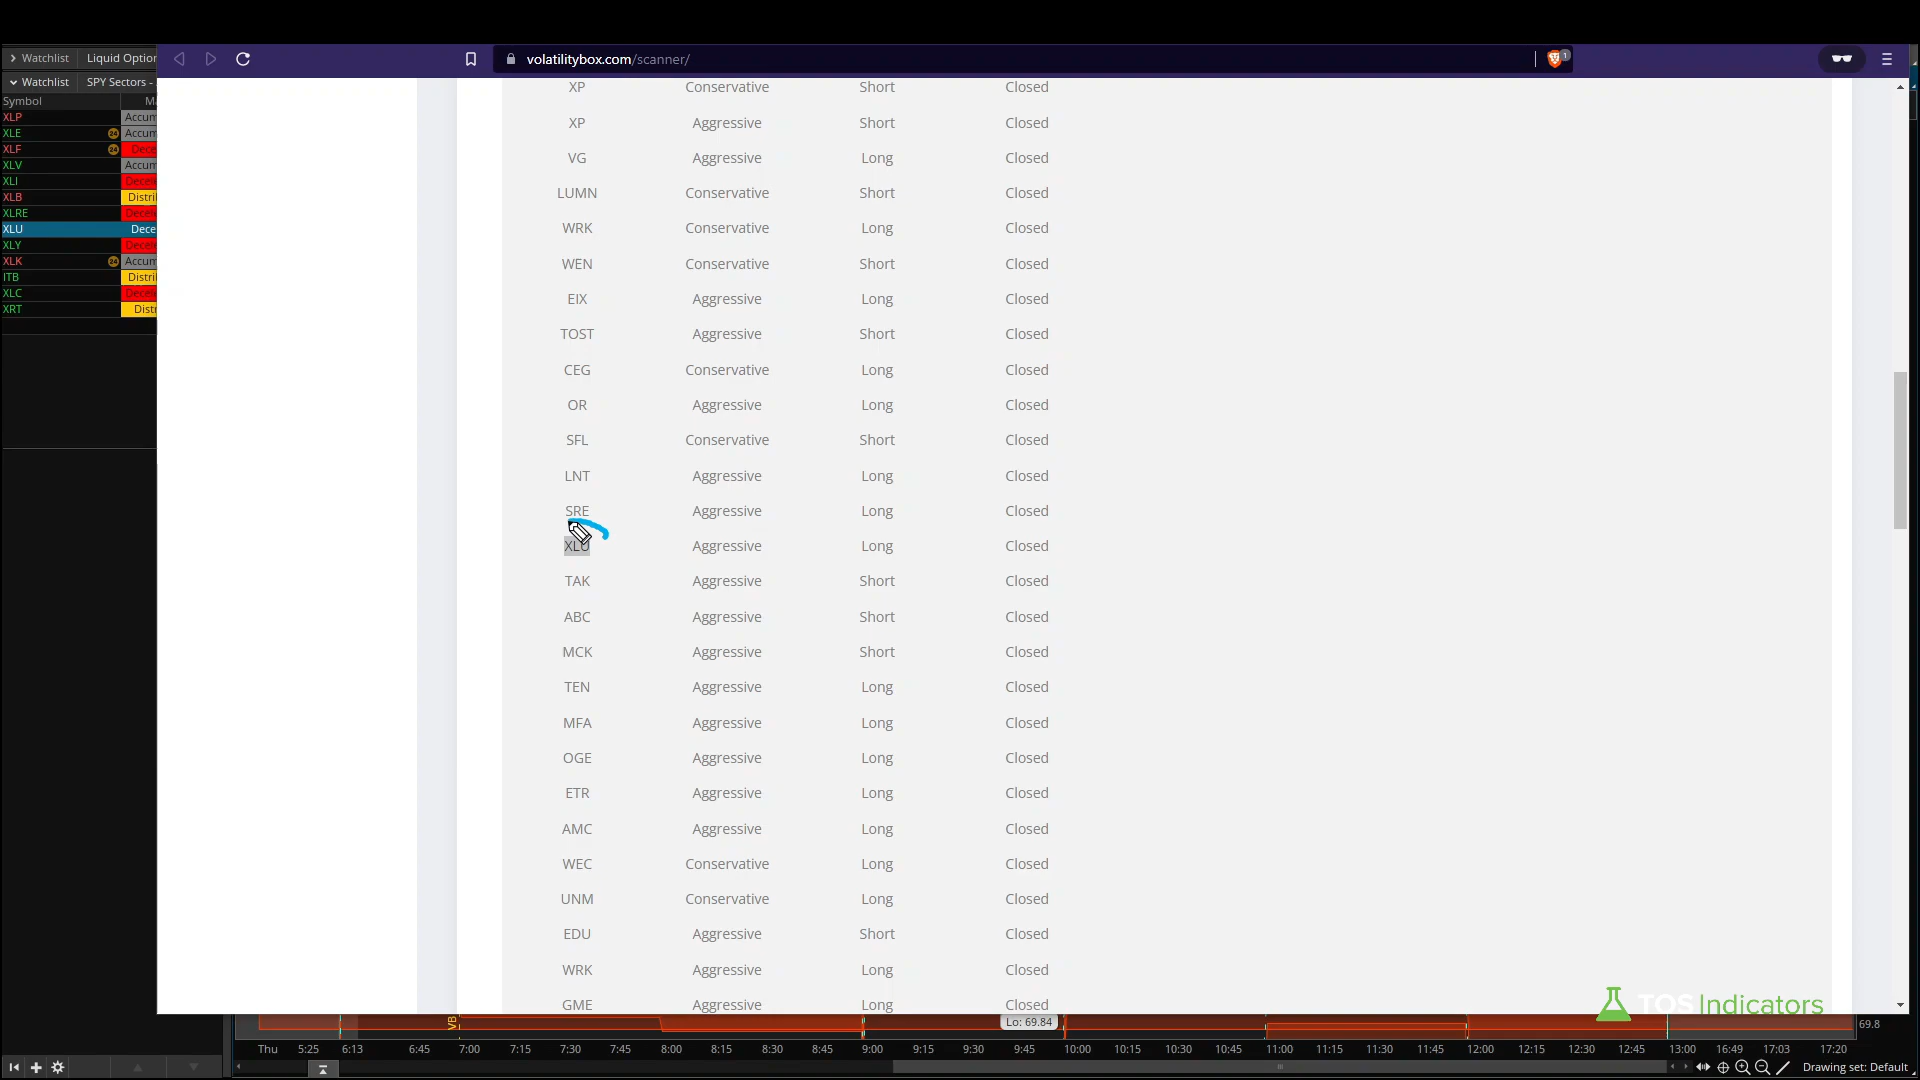 Watchlist Liquid Option
volatilitybox.com/scanner/
1
Watchlist SPY Sectors -
Symbol
XLP Accum
XLE 24 Accum
XLF 24 Dece
XLV Accum
XLI Decele
XLB Distri
XLRE Decele
XLU Dece
XLY Decele
XLK 24 Accum
ITB Distri
XLC Decele
XRT Distr
XP Conservative Short Closed
XP Aggressive Short Closed
VG Aggressive Long Closed
LUMN Conservative Short Closed
WRK Conservative Long Closed
WEN Conservative Short Closed
EIX Aggressive Long Closed
TOST Aggressive Short Closed
CEG Conservative Long Closed
OR Aggressive Long Closed
SFL Conservative Short Closed
LNT Aggressive Long Closed
SRE Aggressive Long Closed
XLU Aggressive Long Closed
TAK Aggressive Short Closed
ABC Aggressive Short Closed
MCK Aggressive Short Closed
TEN Aggressive Long Closed
MFA Aggressive Long Closed
OGE Aggressive Long Closed
ETR Aggressive Long Closed
AMC Aggressive Long Closed
WEC Conservative Long Closed
UNM Conservative Long Closed
EDU Aggressive Short Closed
WRK Aggressive Long Closed
GME Aggressive Long Closed
TOS Indicators
VB
Lo: 69.84
69.8
Thu 5:25 6:13 6:45 7:00 7:15 7:30 7:45 8:00 8:15 8:30 8:45 9:00 9:15 9:30 9:45 10:00 10:15 10:30 10:45 11:00 11:15 11:30 11:45 12:00 12:15 12:30 12:45 13:00 16:49 17:03 17:20
Drawing set: Default